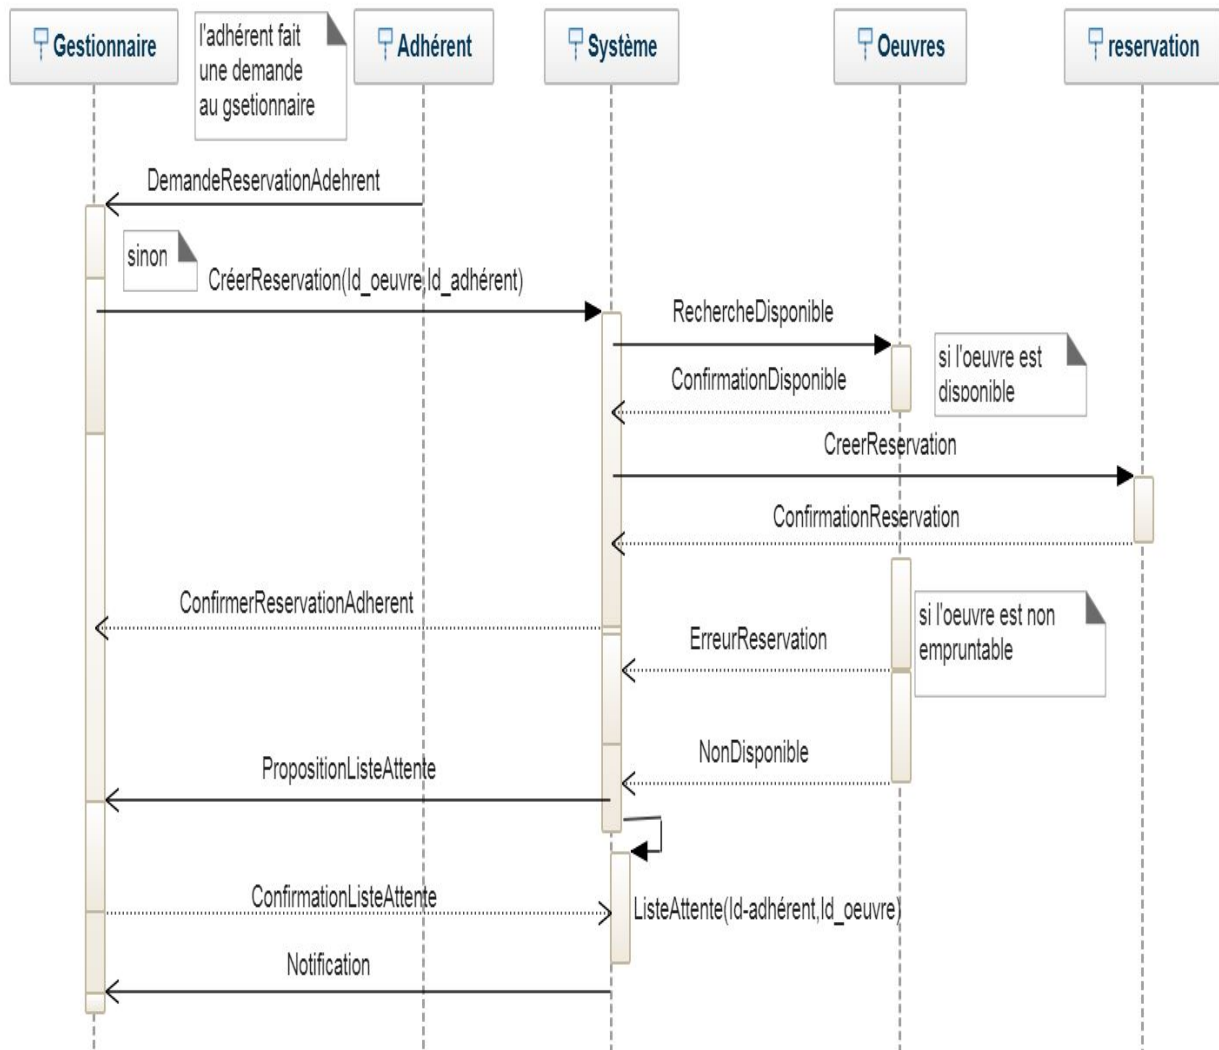 Gestionnaire
l'adhérent fait
une demande
au gsetionnaire
Adhérent
Système
Oeuvres
reservation
DemandeReservationAdehrent
sinon
CréerReservation(Id_oeuvre,Id_adhérent)
RechercheDisponible
si l'oeuvre est
disponible
ConfirmationDisponible
CreerReservation
ConfirmationReservation
ConfirmerReservationAdherent
si l'oeuvre est non
empruntable
ErreurReservation
NonDisponible
PropositionListeAttente
ConfirmationListeAttente
ListeAttente(Id-adhérent,Id_oeuvre)
Notification